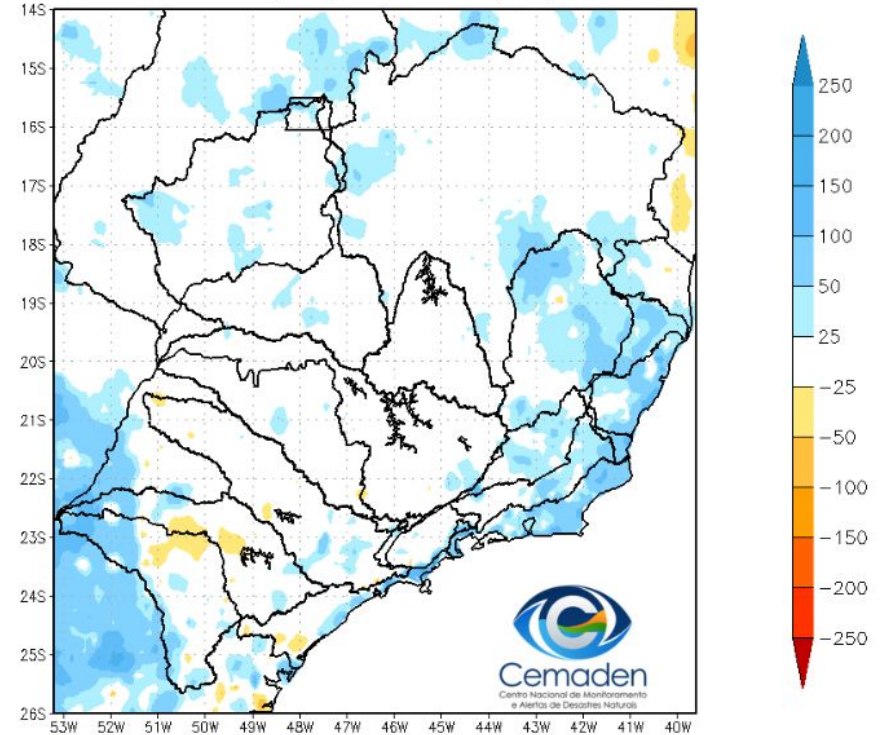 14S
15S
16S
17S
18S
19S
20S
21S
22S
23S
24S
25S
26S
53W 52W 51W 50W 49W 48W 47W 46W 45W 44W 43W 42W 41W 40W
250
200
150
100
50
25
−25
−50
−100
−150
−200
−250
Cemaden
Centro Nacional de Monitoramento
e Alertas de Desastres Naturais